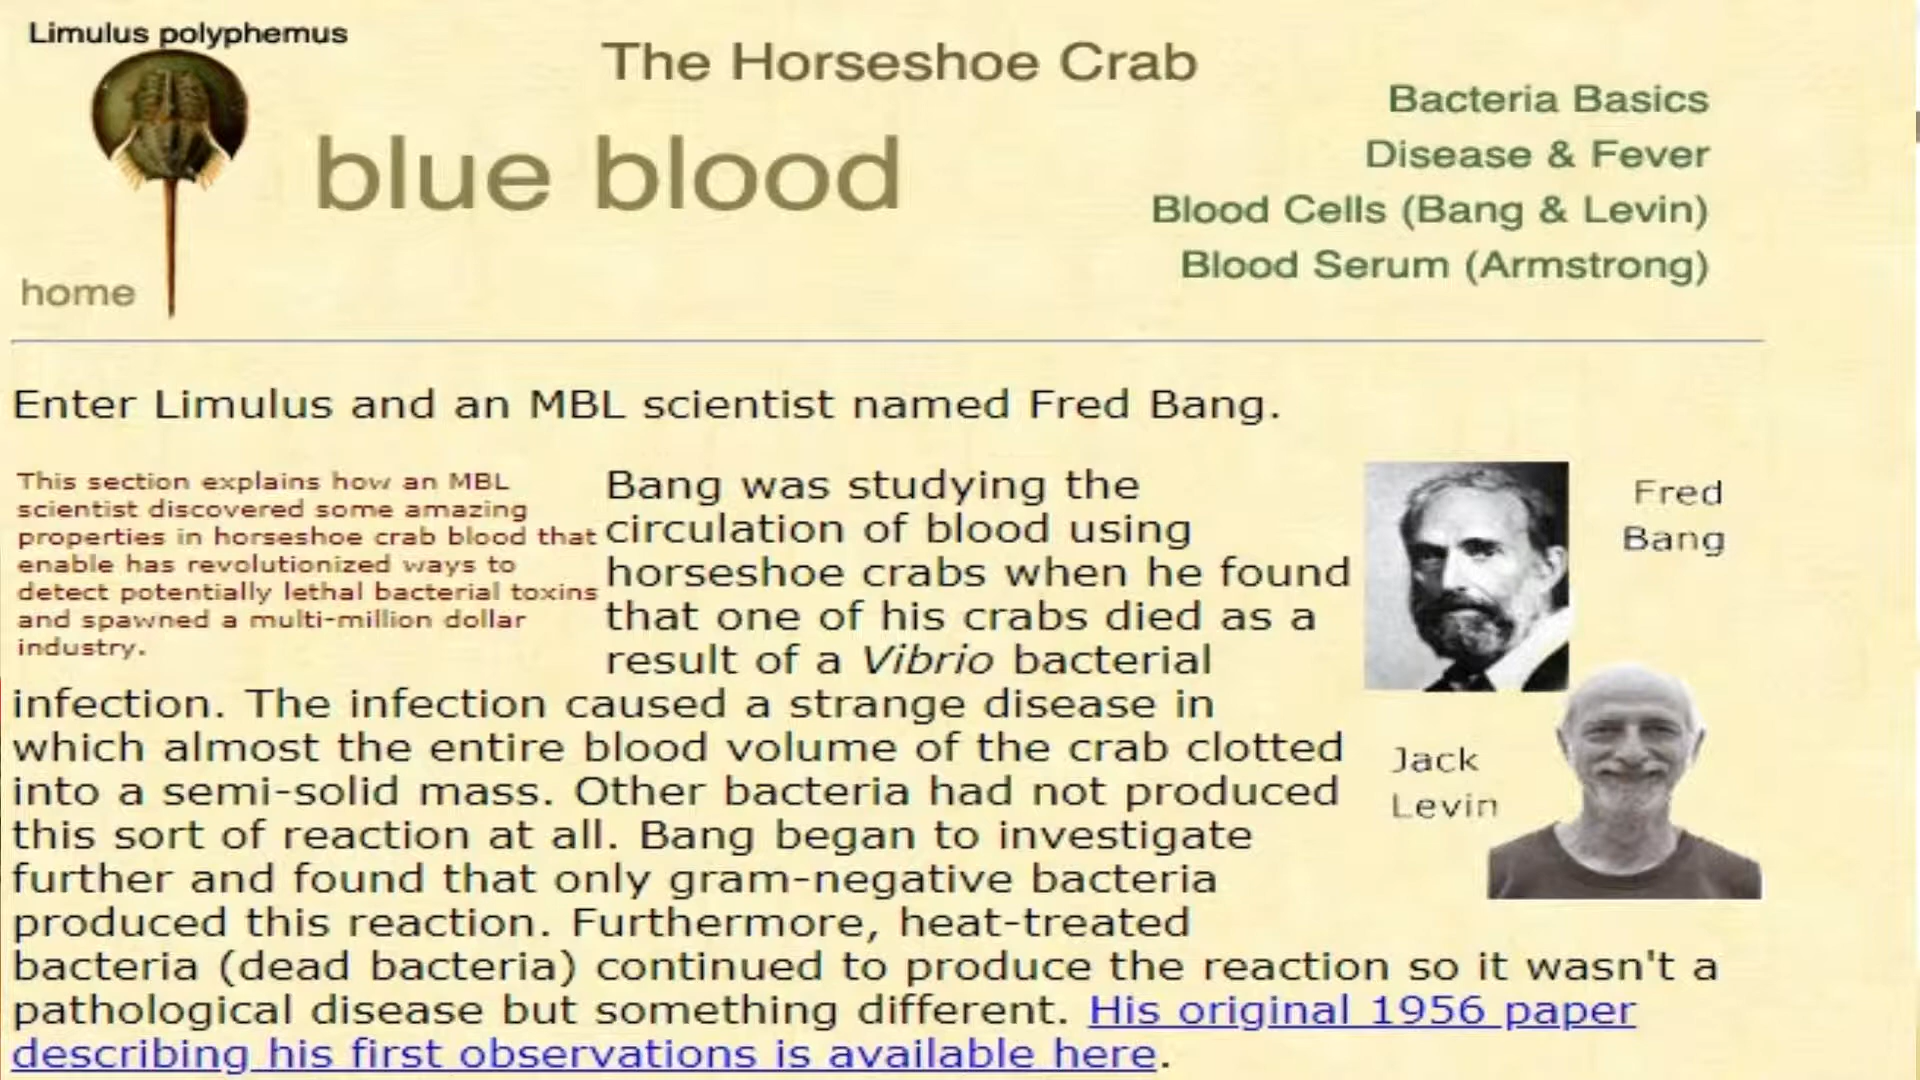 Limulus polyphemus
The Horseshoe Crab
blue blood
home
Bacteria Basics
Disease & Fever
Blood Cells (Bang & Levin)
Blood Serum (Armstrong)
Enter Limulus and an MBL scientist named Fred Bang.
This section explains how an MBL
scientist discovered some amazing
properties in horseshoe crab blood that
enable has revolutionized ways to
detect potentially lethal bacterial toxins
and spawned a multi-million dollar
industry.
Bang was studying the
circulation of blood using
horseshoe crabs when he found
that one of his crabs died as a
result of a Vibrio bacterial
infection. The infection caused a strange disease in
which almost the entire blood volume of the crab clotted
into a semi-solid mass. Other bacteria had not produced
this sort of reaction at all. Bang began to investigate
further and found that only gram-negative bacteria
produced this reaction. Furthermore, heat-treated
bacteria (dead bacteria) continued to produce the reaction so it wasn't a
pathological disease but something different. His original 1956 paper
describing his first observations is available here.
Fred
Bang
Jack
Levin